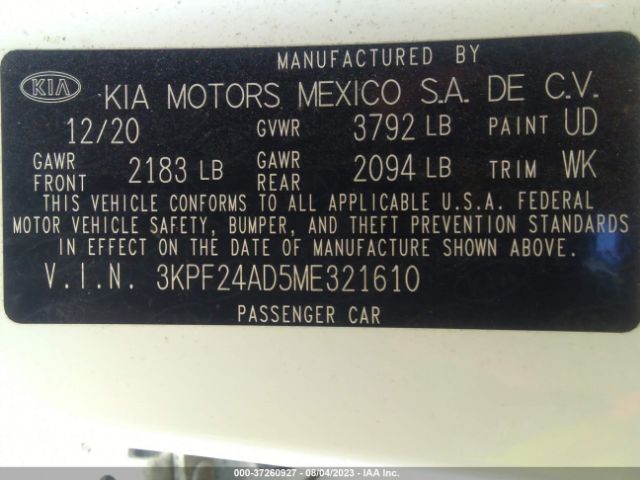 MANUFACTURED BY
KIA KIA MOTORS MEXICO S.A. DE C.V.
12/20 GVWR 3792 LB PAINT UD
GAWR FRONT 2183 LB GAWR REAR 2094 LB TRIM WK
THIS VEHICLE CONFORMS TO ALL APPLICABLE U.S.A. FEDERAL
MOTOR VEHICLE SAFETY, BUMPER, AND THEFT PREVENTION STANDARDS
IN EFFECT ON THE DATE OF MANUFACTURE SHOWN ABOVE.
V.I.N. 3KPF24AD5ME321610
PASSENGER CAR
000-37260927 - 08/04/2023 - IAA Inc.